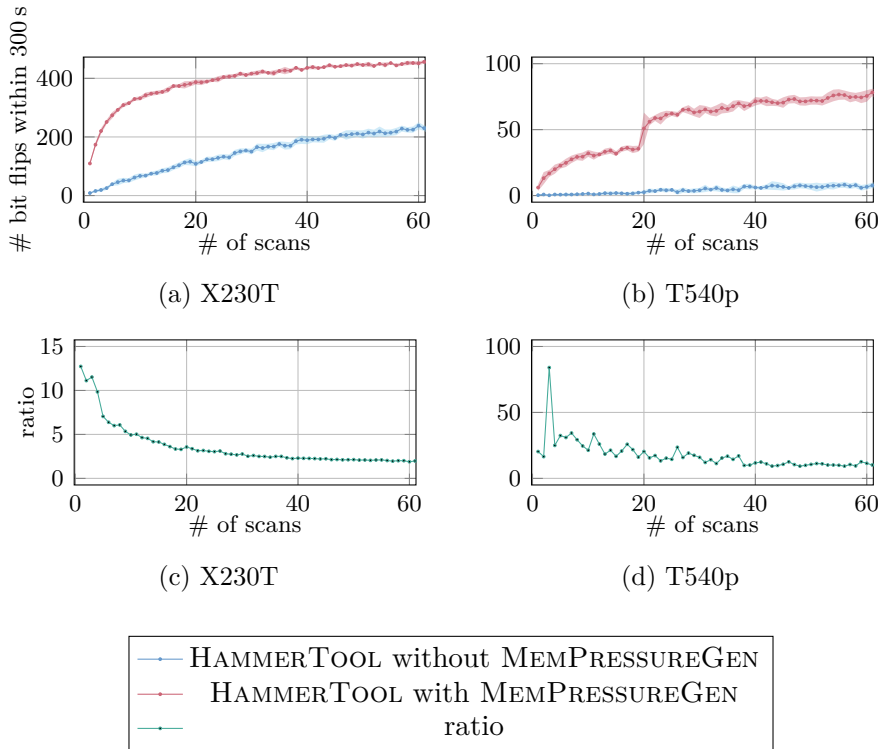 # bit flips within 300 s
400
200
0
0
20
40
60
# of scans
(a) X230T
100
50
0
0
20
40
60
# of scans
(b) T540p
ratio
15
10
5
0
0
20
40
60
# of scans
(c) X230T
100
50
0
0
20
40
60
# of scans
(d) T540p
HAMMERTOOL without MEMPRESSUREGEN
HAMMERTOOL with MEMPRESSUREGEN
ratio